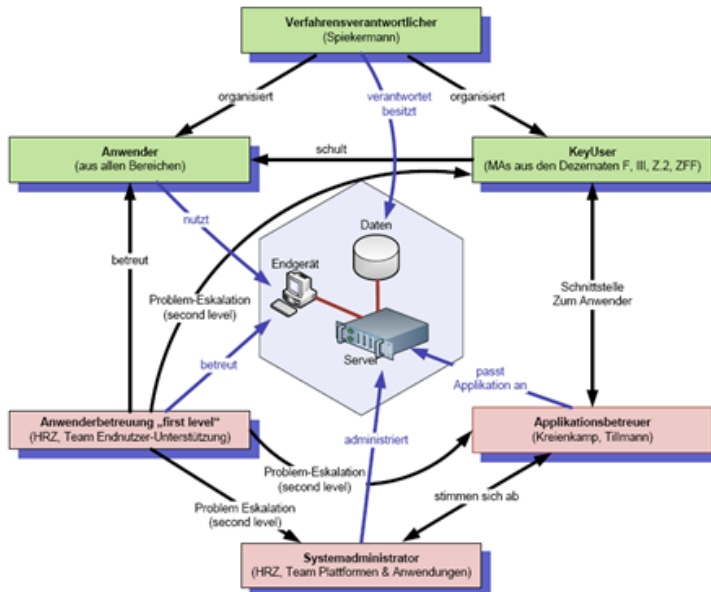 Verfahrensverantwortlicher
(Spiekermann)
organisiert
verantwortet
besitzt
organisiert
Anwender
(aus allen Bereichen)
schult
KeyUser
(MAs aus den Dezernaten F, III, Z.2, ZFF)
nutzt
Daten
betreut
Endgerät
Problem-Eskalation
(second level)
Schnittstelle
Zum Anwender
betreut
Server
passt
Applikation an
Anwenderbetreuung „first level“
(HRZ, Team Endnutzer-Unterstützung)
administriert
Applikationsbetreuer
(Kreienkamp, Tillmann)
Problem-Eskalation
(second level)
stimmen sich ab
Problem Eskalation
(second level)
Systemadministrator
(HRZ, Team Plattformen & Anwendungen)